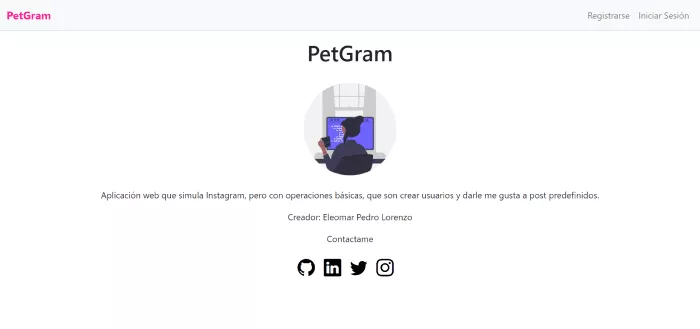 PetGram
Registrarse Iniciar Sesión
PetGram
Aplicación web que simula Instagram, pero con operaciones básicas, que son crear usuarios y darle me gusta a post predefinidos.
Creador: Eleomar Pedro Lorenzo
Contactame
in